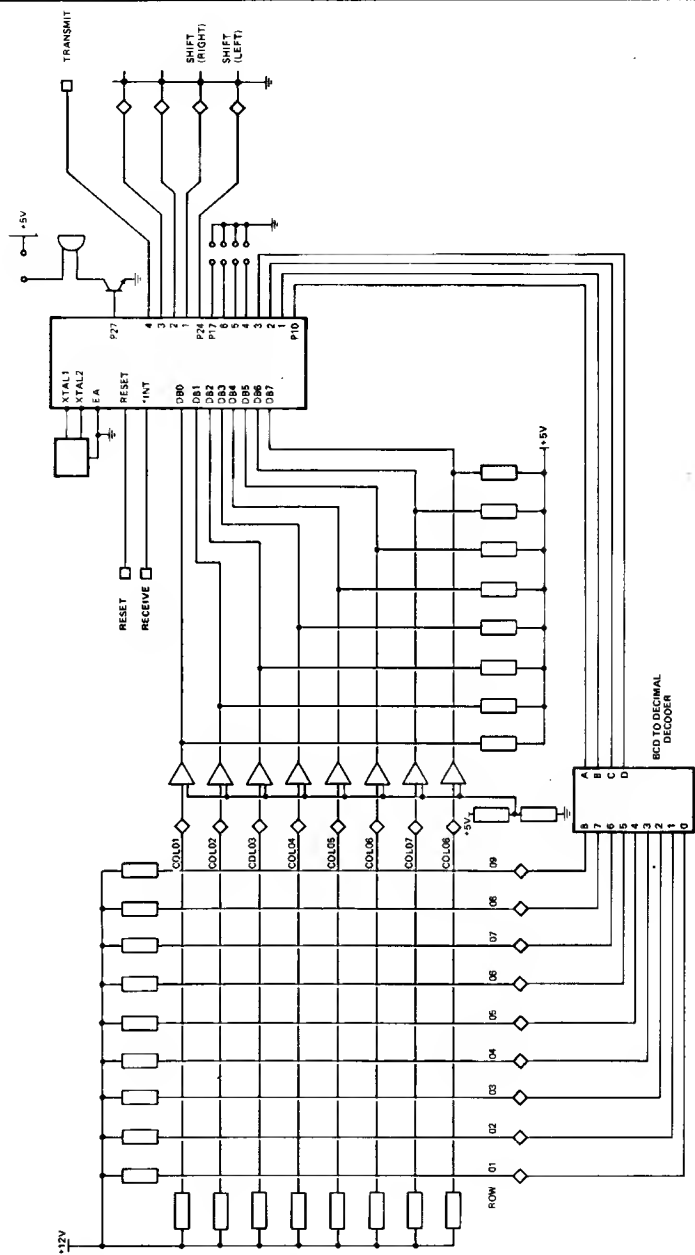 TRANSMIT
SHIFT
(RIGHT)
SHIFT
(LEFT)
+5V
P27
4
3
2
1
P24
P17
6
5
4
3
2
1
P10
XTAL1
XTAL2
EA
RESET
*INT
DB0
DB1
DB2
DB3
DB4
DB5
DB6
DB7
RESET
RECEIVE
+5V
COL01
COL02
COL03
COL04
COL05
COL06
COL07
COL08
+5V
BCD TO DECIMAL
DECODER
A
B
C
D
8
7
6
5
4
3
2
1
0
+12V
ROW
01
02
03
04
05
06
07
08
09